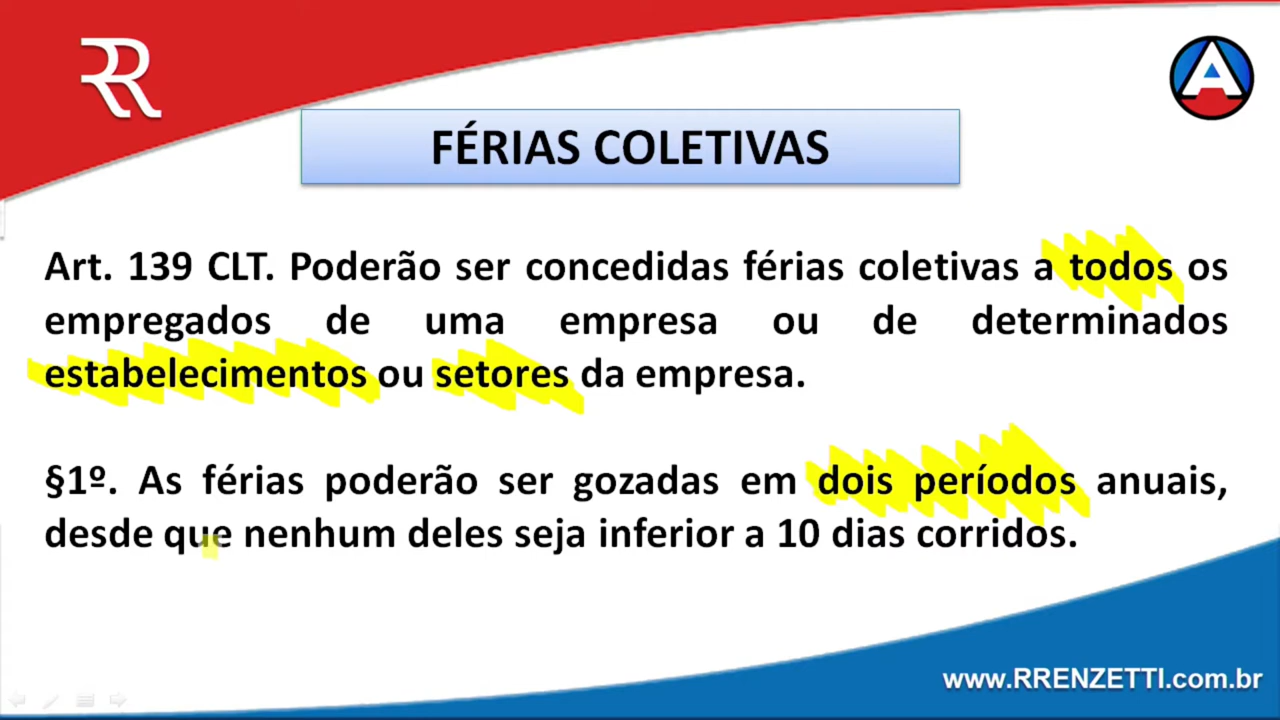 FÉRIAS COLETIVAS
Art. 139 CLT. Poderão ser concedidas férias coletivas a todos os
empregados de uma empresa ou de determinados
estabelecimentos ou setores da empresa.
§1º. As férias poderão ser gozadas em dois períodos anuais,
desde que nenhum deles seja inferior a 10 dias corridos.
www.RRENZETTI.com.br